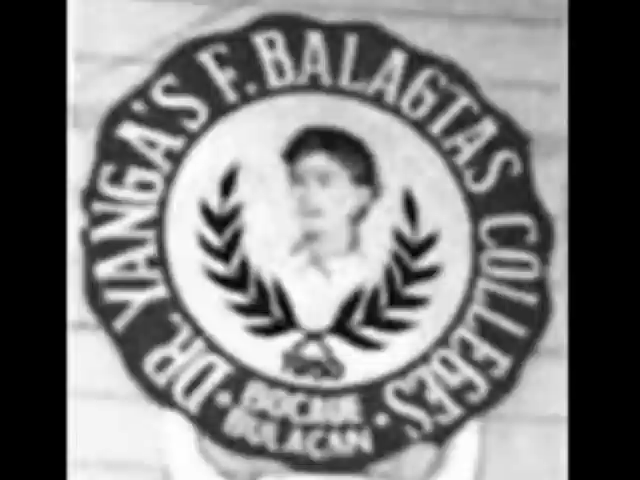 DR. YANGA'S F. BALAGTAS COLLEGES
BOCAUE
BULACAN